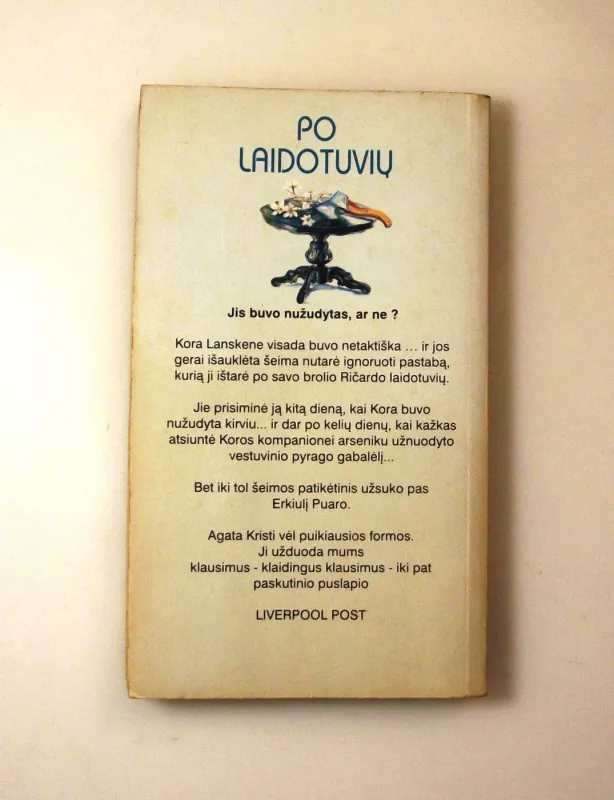 PO
LAIDOTUVIŲ
Jis buvo nužudytas, ar ne ?
Kora Lanskene visada buvo netaktiška ... ir jos
gerai išauklėta šeima nutarė ignoruoti pastabą,
kurią ji ištarė po savo brolio Ričardo laidotuvių.
Jie prisiminė ją kitą dieną, kai Kora buvo
nužudyta kirviu... ir dar po kelių dienų, kai kažkas
atsiuntė Koros kompanionei arseniku užnuodyto
vestuvinio pyrago gabalėlį...
Bet iki tol šeimos patikėtinis užsuko pas
Erkiulį Puaro.
Agata Kristi vėl puikiausios formos.
Ji užduoda mums
klausimus - klaidingus klausimus - iki pat
paskutinio puslapio
LIVERPOOL POST